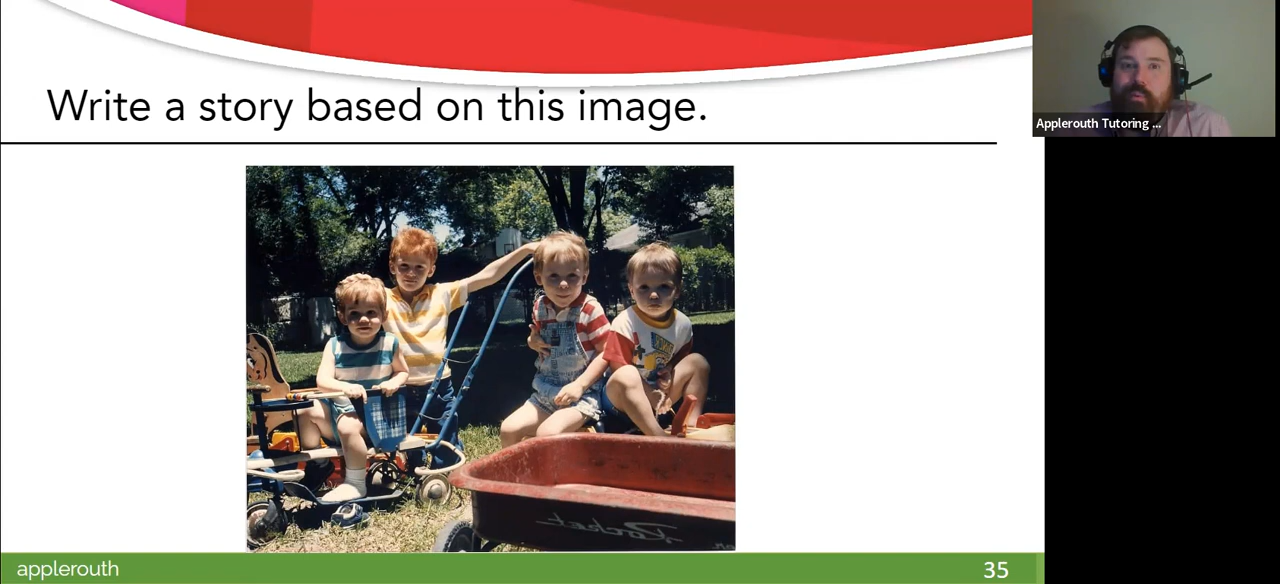 Write a story based on this image.
Applerouth Tutoring ...
Rocket
applerouth
35